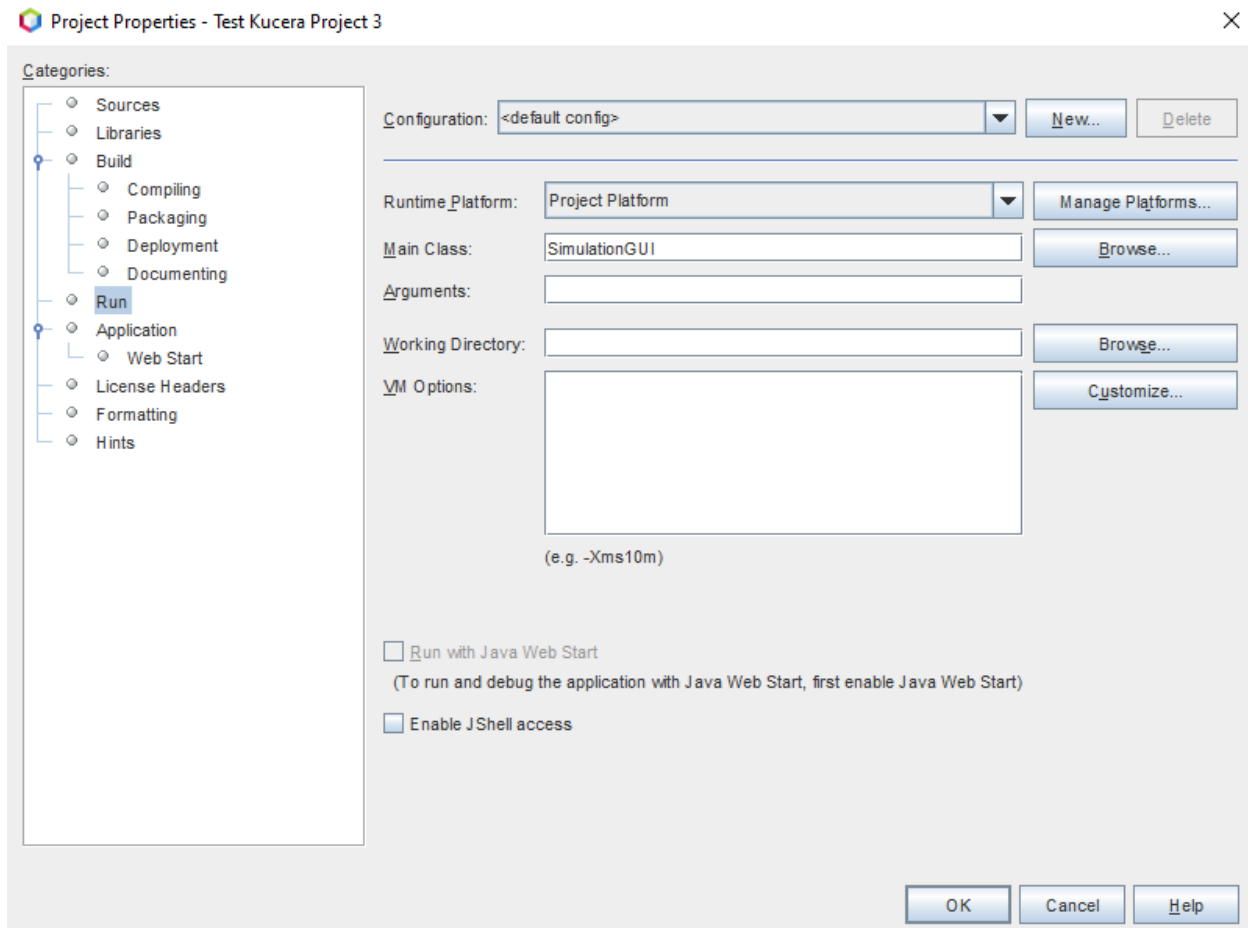 Project Properties - Test Kucera Project 3
Categories:
Sources
Libraries
Build
Compiling
Packaging
Deployment
Documenting
Run
Application
Web Start
License Headers
Formatting
Hints
Configuration: <default config> New... Delete
Runtime Platform: Project Platform Manage Platforms...
Main Class: SimulationGUI Browse...
Arguments:
Working Directory: Browse...
VM Options: Customize...
(e.g. -Xms10m)
Run with Java Web Start
(To run and debug the application with Java Web Start, first enable Java Web Start)
Enable JShell access
OK Cancel Help